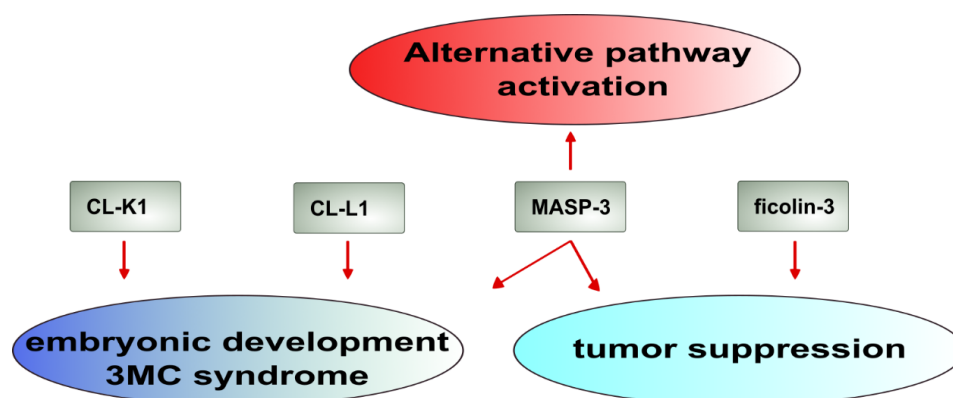 Alternative pathway
activation
CL-K1
CL-L1
MASP-3
ficolin-3
embryonic development
3MC syndrome
tumor suppression